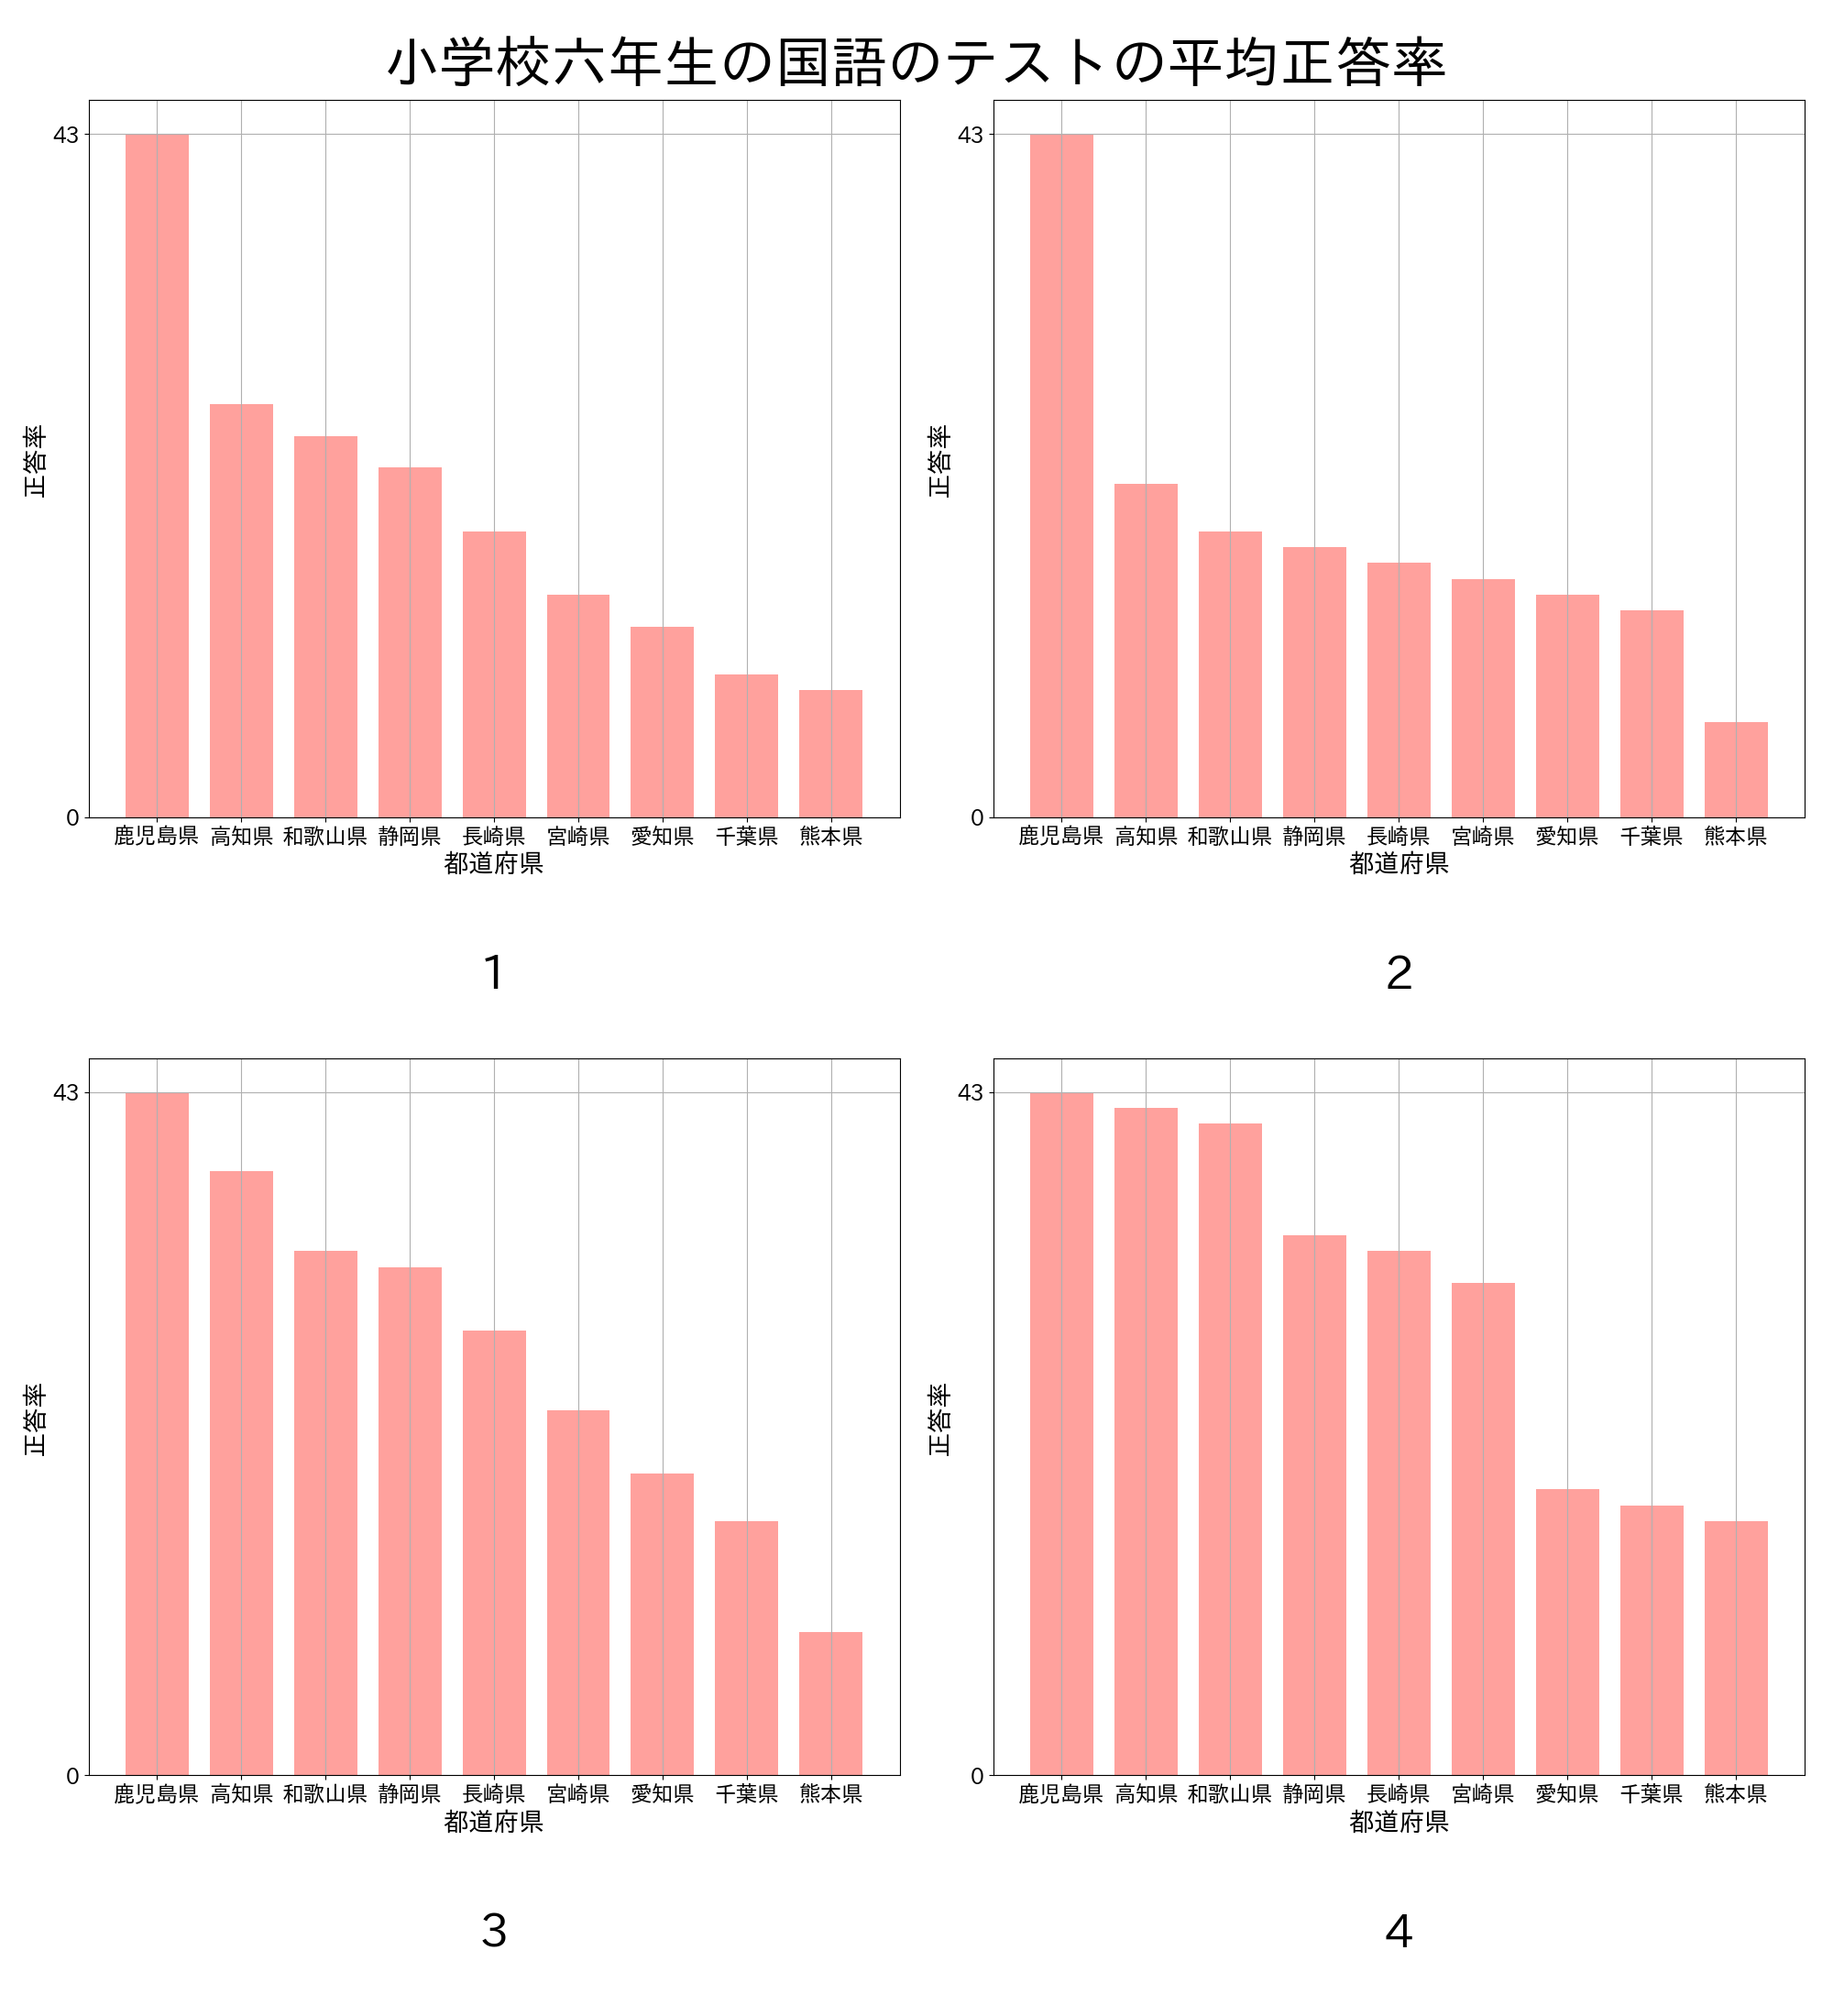 小学校六年生の国語のテストの平均正答率
43
0
正答率
鹿児島県 高知県 和歌山県 静岡県 長崎県 宮崎県 愛知県 千葉県 熊本県
都道府県
1
43
0
正答率
鹿児島県 高知県 和歌山県 静岡県 長崎県 宮崎県 愛知県 千葉県 熊本県
都道府県
2
43
0
正答率
鹿児島県 高知県 和歌山県 静岡県 長崎県 宮崎県 愛知県 千葉県 熊本県
都道府県
3
43
0
正答率
鹿児島県 高知県 和歌山県 静岡県 長崎県 宮崎県 愛知県 千葉県 熊本県
都道府県
4